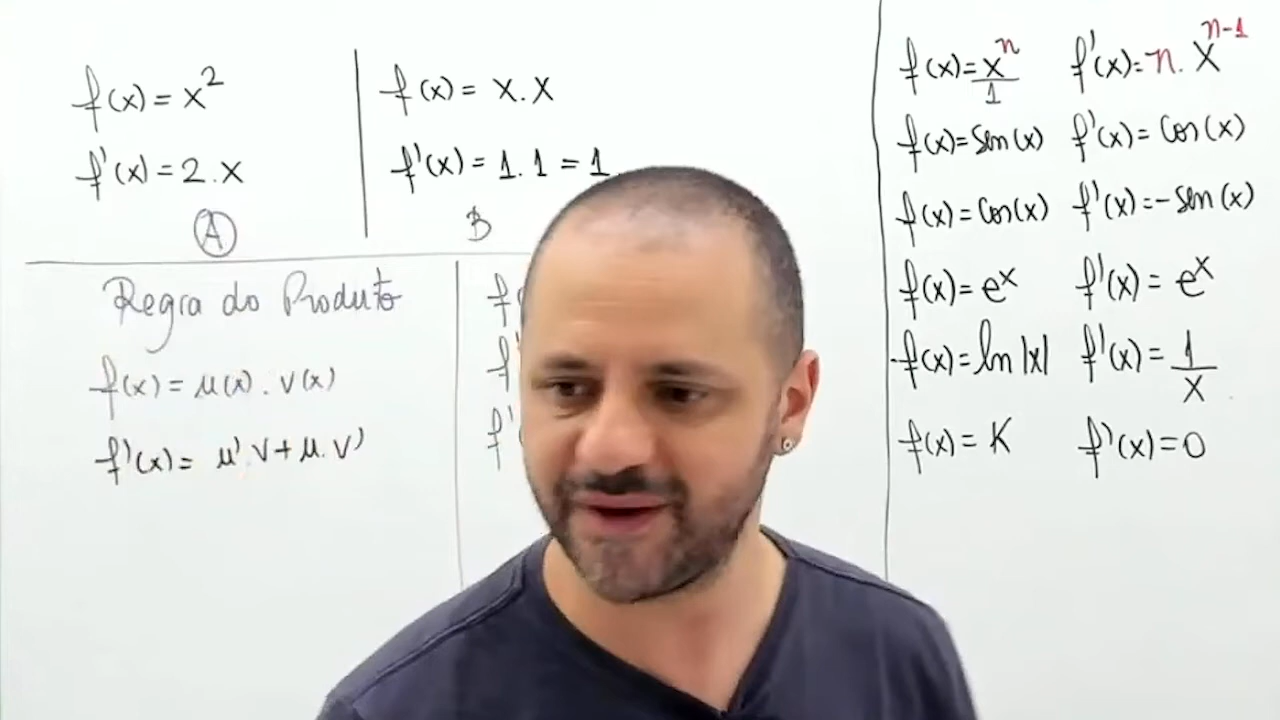 f(x) = x²
f'(x) = 2.x
A
f(x) = x.x
f'(x) = 1.1 = 1
B
Regra do Produto
f(x) = u(x).v(x)
f'(x) = u'.v + u.v'
f(x) = xⁿ/1 f'(x) = n.xⁿ⁻¹
f(x) = Sen(x) f'(x) = Cos(x)
f(x) = Cos(x) f'(x) = -Sen(x)
f(x) = eˣ f'(x) = eˣ
f(x) = ln|x| f'(x) = 1/x
f(x) = K f'(x) = 0